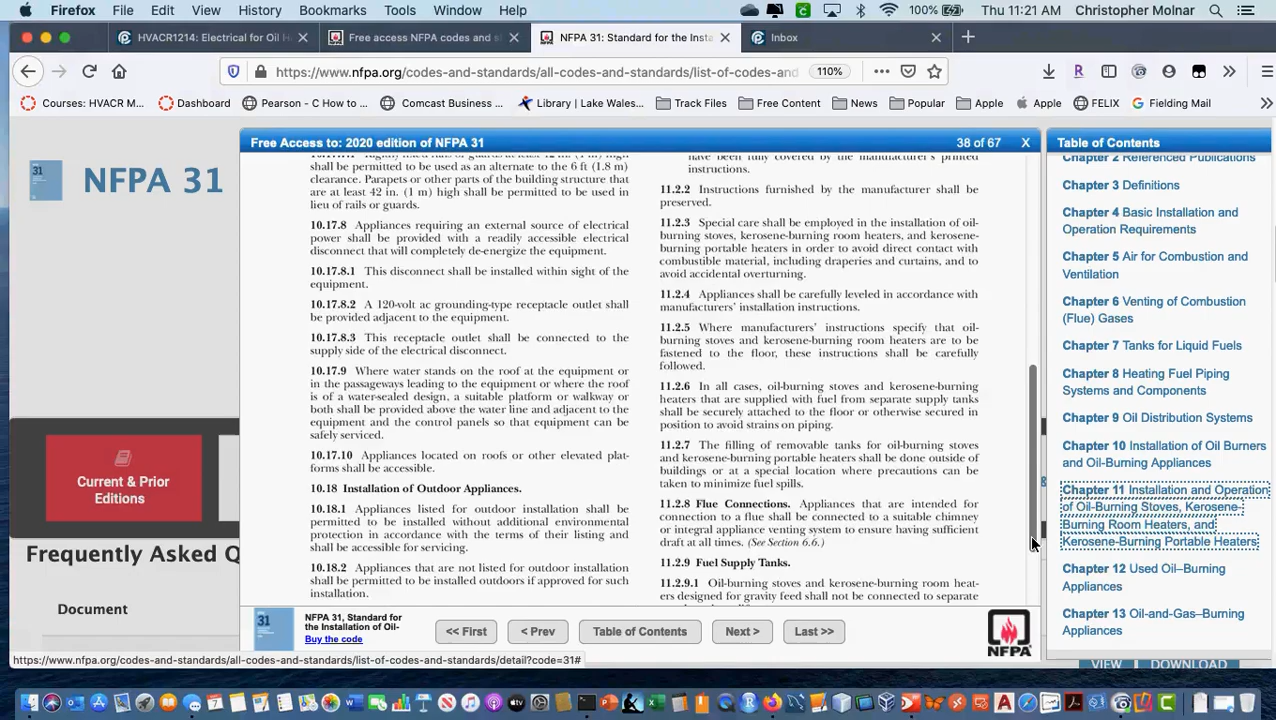 Firefox File Edit View History Bookmarks Tools Window Help 100% Thu 11:21 AM Christopher Molnar
HVACR1214: Electrical for Oil H
Free access NFPA codes and s
NFPA 31: Standard for the Insta
Inbox
https://www.nfpa.org/codes-and-standards/all-codes-and-standards/list-of-codes-and
110%
Courses: HVACR M...
Dashboard
Pearson - C How to ...
Comcast Business ...
Library | Lake Wales...
Track Files
Free Content
News
Popular
Apple
Apple
FELIX
Fielding Mail
NFPA 31
Current & Prior
Editions
Frequently Asked Q
Document
Free Access to: 2020 edition of NFPA 31
38 of 67
X
shall be permitted to be used as an alternate to the 6 ft (1.8 m)
clearance. Parapets or other parts of the building structure that
are at least 42 in. (1 m) high shall be permitted to be used in
lieu of rails or guards.
10.17.8 Appliances requiring an external source of electrical
power shall be provided with a readily accessible electrical
disconnect that will completely de-energize the equipment.
10.17.8.1 This disconnect shall be installed within sight of the
equipment.
10.17.8.2 A 120-volt ac grounding-type receptacle outlet shall
be provided adjacent to the equipment.
10.17.8.3 This receptacle outlet shall be connected to the
supply side of the electrical disconnect.
10.17.9 Where water stands on the roof at the equipment or
in the passageways leading to the equipment or where the roof
is of a water-sealed design, a suitable platform or walkway or
both shall be provided above the water line and adjacent to the
equipment and the control panels so that equipment can be
safely serviced.
10.17.10 Appliances located on roofs or other elevated plat-
forms shall be accessible.
10.18 Installation of Outdoor Appliances.
10.18.1 Appliances listed for outdoor installation shall be
permitted to be installed without additional environmental
protection in accordance with the terms of their listing and
shall be accessible for servicing.
10.18.2 Appliances that are not listed for outdoor installation
shall be permitted to be installed outdoors if approved for such
installation.
have been fully covered by the manufacturer's printed
instructions.
11.2.2 Instructions furnished by the manufacturer shall be
preserved.
11.2.3 Special care shall be employed in the installation of oil-
burning stoves, kerosene-burning room heaters, and kerosene-
burning portable heaters in order to avoid direct contact with
combustible material, including draperies and curtains, and to
avoid accidental overturning.
11.2.4 Appliances shall be carefully leveled in accordance with
manufacturers' installation instructions.
11.2.5 Where manufacturers' instructions specify that oil-
burning stoves and kerosene-burning room heaters are to be
fastened to the floor, these instructions shall be carefully
followed.
11.2.6 In all cases, oil-burning stoves and kerosene-burning
heaters that are supplied with fuel from separate supply tanks
shall be securely attached to the floor or otherwise secured in
position to avoid strains on piping.
11.2.7 The filling of removable tanks for oil-burning stoves
and kerosene-burning portable heaters shall be done outside of
buildings or at a special location where precautions can be
taken to minimize fuel spills.
11.2.8 Flue Connections. Appliances that are intended for
connection to a flue shall be connected to a suitable chimney
or integral appliance venting system to ensure having sufficient
draft at all times. (See Section 6.6.)
11.2.9 Fuel Supply Tanks.
11.2.9.1 Oil-burning stoves and kerosene-burning room heat-
ers designed for gravity feed shall not be connected to separate
31
NFPA 31, Standard for
the Installation of Oil-
Buy the code
<< First
< Prev
Table of Contents
Next >
Last >>
NFPA
Table of Contents
Chapter 2 Referenced Publications
Chapter 3 Definitions
Chapter 4 Basic Installation and
Operation Requirements
Chapter 5 Air for Combustion and
Ventilation
Chapter 6 Venting of Combustion
(Flue) Gases
Chapter 7 Tanks for Liquid Fuels
Chapter 8 Heating Fuel Piping
Systems and Components
Chapter 9 Oil Distribution Systems
Chapter 10 Installation of Oil Burners
and Oil-Burning Appliances
Chapter 11 Installation and Operation
of Oil-Burning Stoves, Kerosene-
Burning Room Heaters, and
Kerosene-Burning Portable Heaters
Chapter 12 Used Oil–Burning
Appliances
Chapter 13 Oil-and-Gas–Burning
Appliances
VIEW
DOWNLOAD
https://www.nfpa.org/codes-and-standards/all-codes-and-standards/list-of-codes-and-standards/detail?code=31#